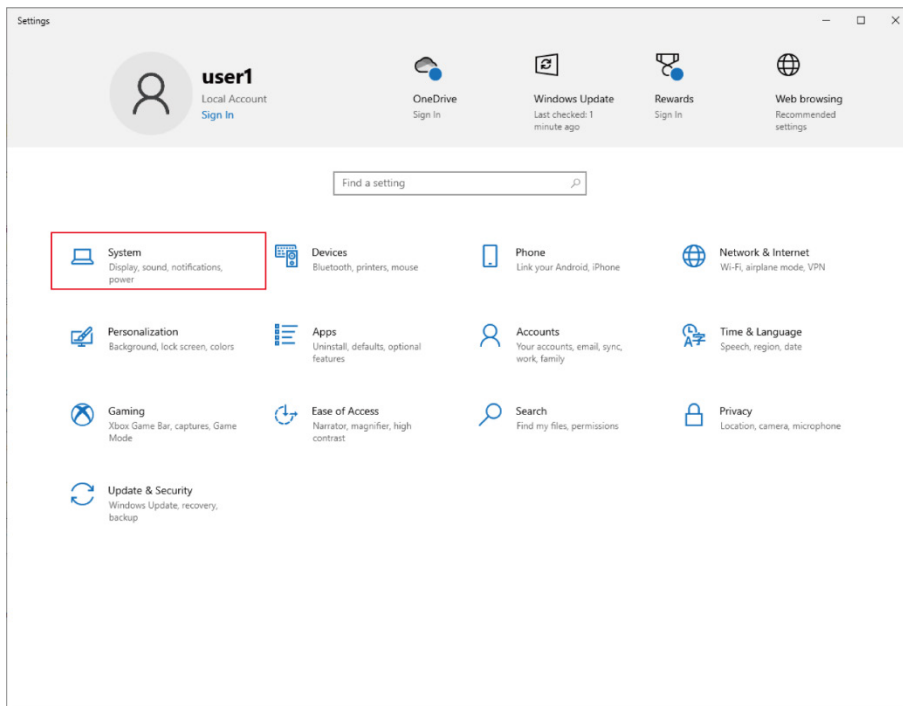 Settings
user1
Local Account
Sign In
OneDrive
Sign In
Windows Update
Last checked: 1
minute ago
Rewards
Sign In
Web browsing
Recommended
settings
Find a setting
System
Display, sound, notifications,
power
Devices
Bluetooth, printers, mouse
Phone
Link your Android, iPhone
Network & Internet
Wi-Fi, airplane mode, VPN
Personalization
Background, lock screen, colors
Apps
Uninstall, defaults, optional
features
Accounts
Your accounts, email, sync,
work, family
Time & Language
Speech, region, date
Gaming
Xbox Game Bar, captures, Game
Mode
Ease of Access
Narrator, magnifier, high
contrast
Search
Find my files, permissions
Privacy
Location, camera, microphone
Update & Security
Windows Update, recovery,
backup